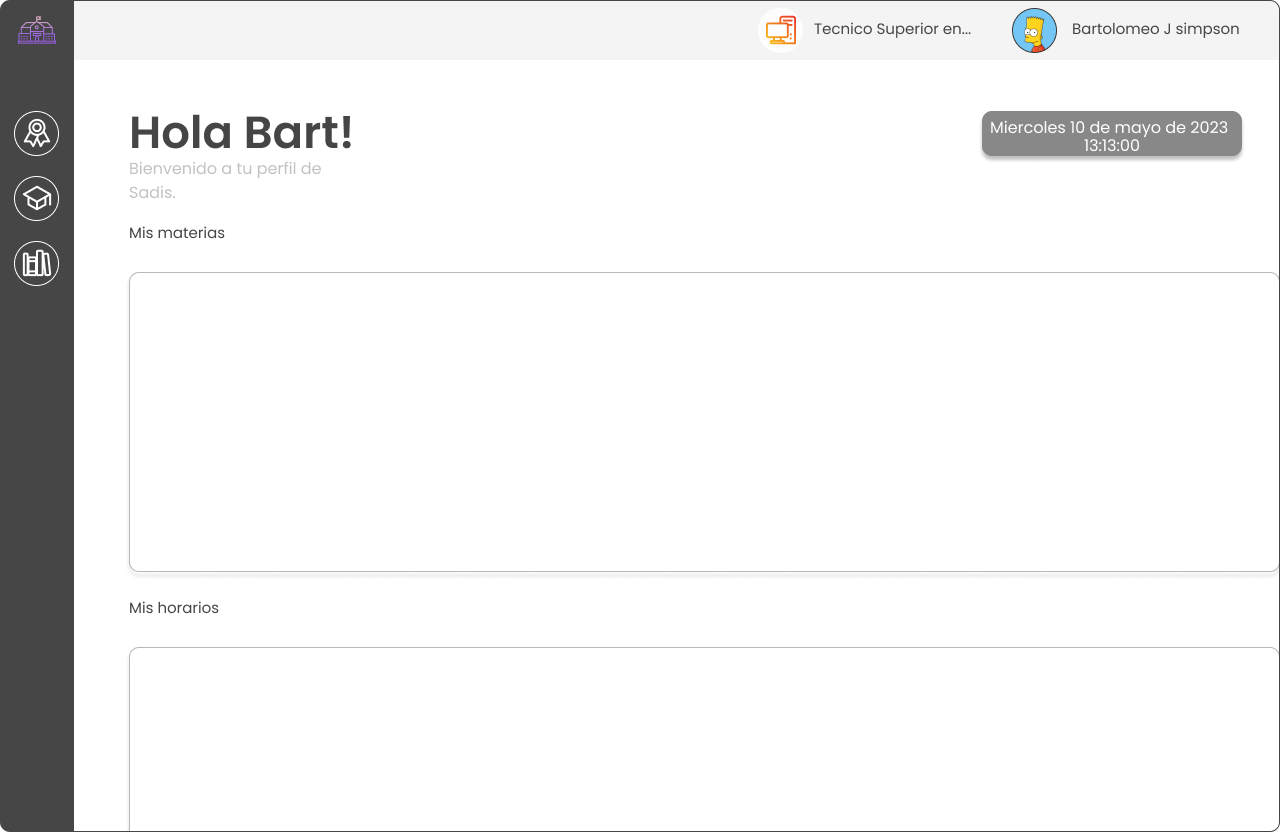 Tecnico Superior en...
Bartolomeo J simpson
Hola Bart!
Miercoles 10 de mayo de 2023
13:13:00
Bienvenido a tu perfil de
Sadis.
Mis materias
Mis horarios